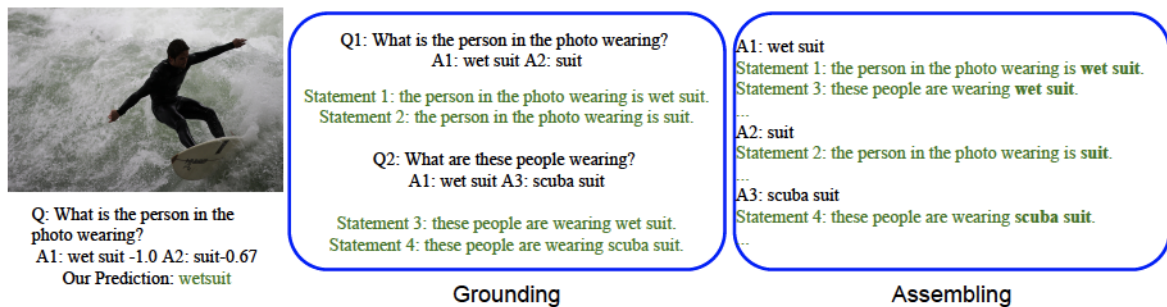 Q: What is the person in the
photo wearing?
A1: wet suit -1.0 A2: suit-0.67
Our Prediction: wetsuit
Q1: What is the person in the photo wearing?
A1: wet suit A2: suit
Statement 1: the person in the photo wearing is wet suit.
Statement 2: the person in the photo wearing is suit.
Q2: What are these people wearing?
A1: wet suit A3: scuba suit
Statement 3: these people are wearing wet suit.
Statement 4: these people are wearing scuba suit.
Grounding
A1: wet suit
Statement 1: the person in the photo wearing is wet suit.
Statement 3: these people are wearing wet suit.
...
A2: suit
Statement 2: the person in the photo wearing is suit.
...
A3: scuba suit
Statement 4: these people are wearing scuba suit.
...
Assembling